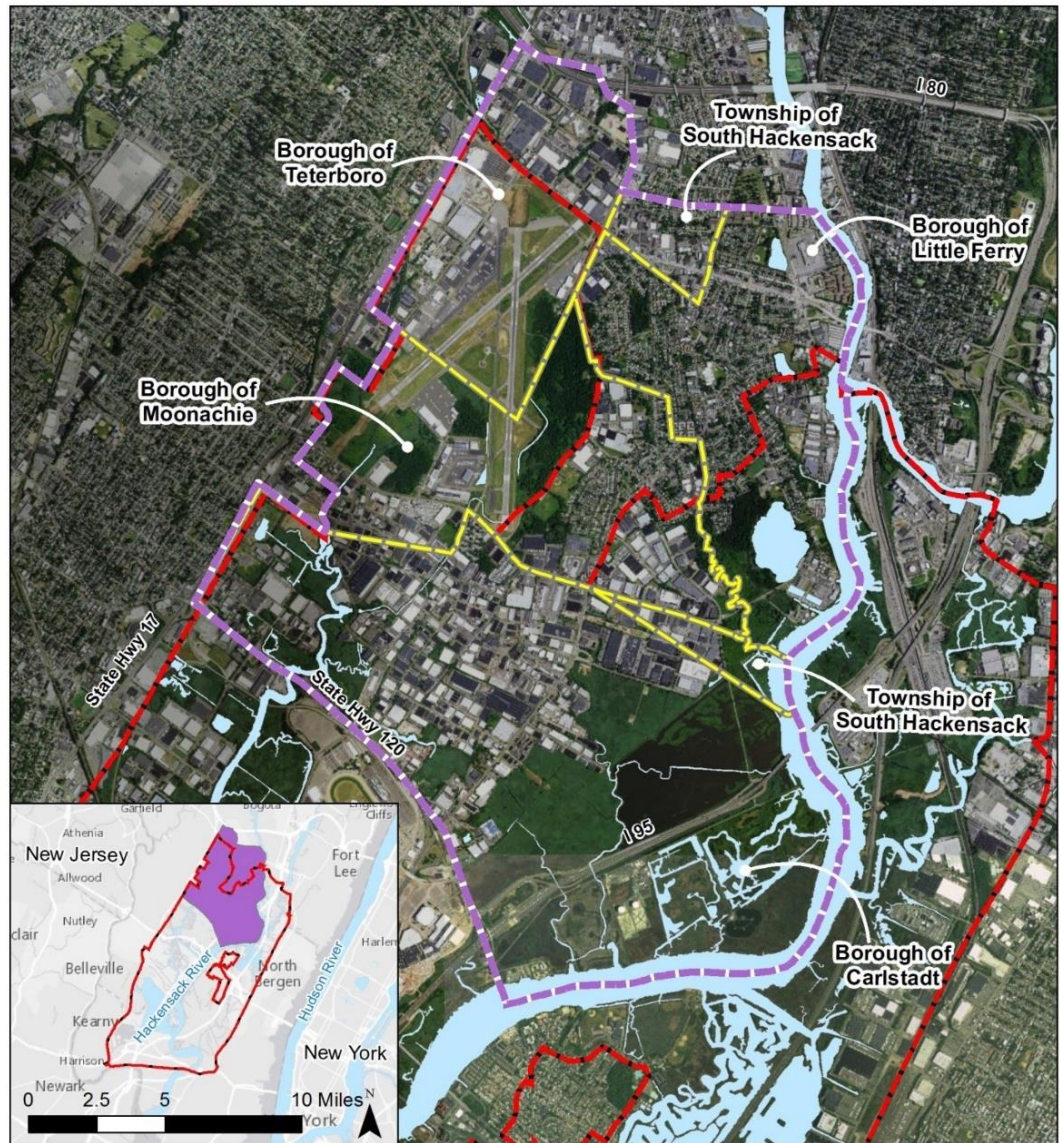 I 80
Township of
South Hackensack
Borough of
Teterboro
Borough of
Little Ferry
Borough of
Moonachie
State Hwy 17
State Hwy 120
Township of
South Hackensack
I 95
Borough of
Carlstadt
Garfield
Bogota
Cliffs
Athenia
New Jersey
Fort
Lee
Allwood
Nutley
clair
Hackensack River
Hudson River
Harlem
Belleville
North
Bergen
Kearny
New York
Harrison
Newark
0 2.5 5 10 Miles
N
York